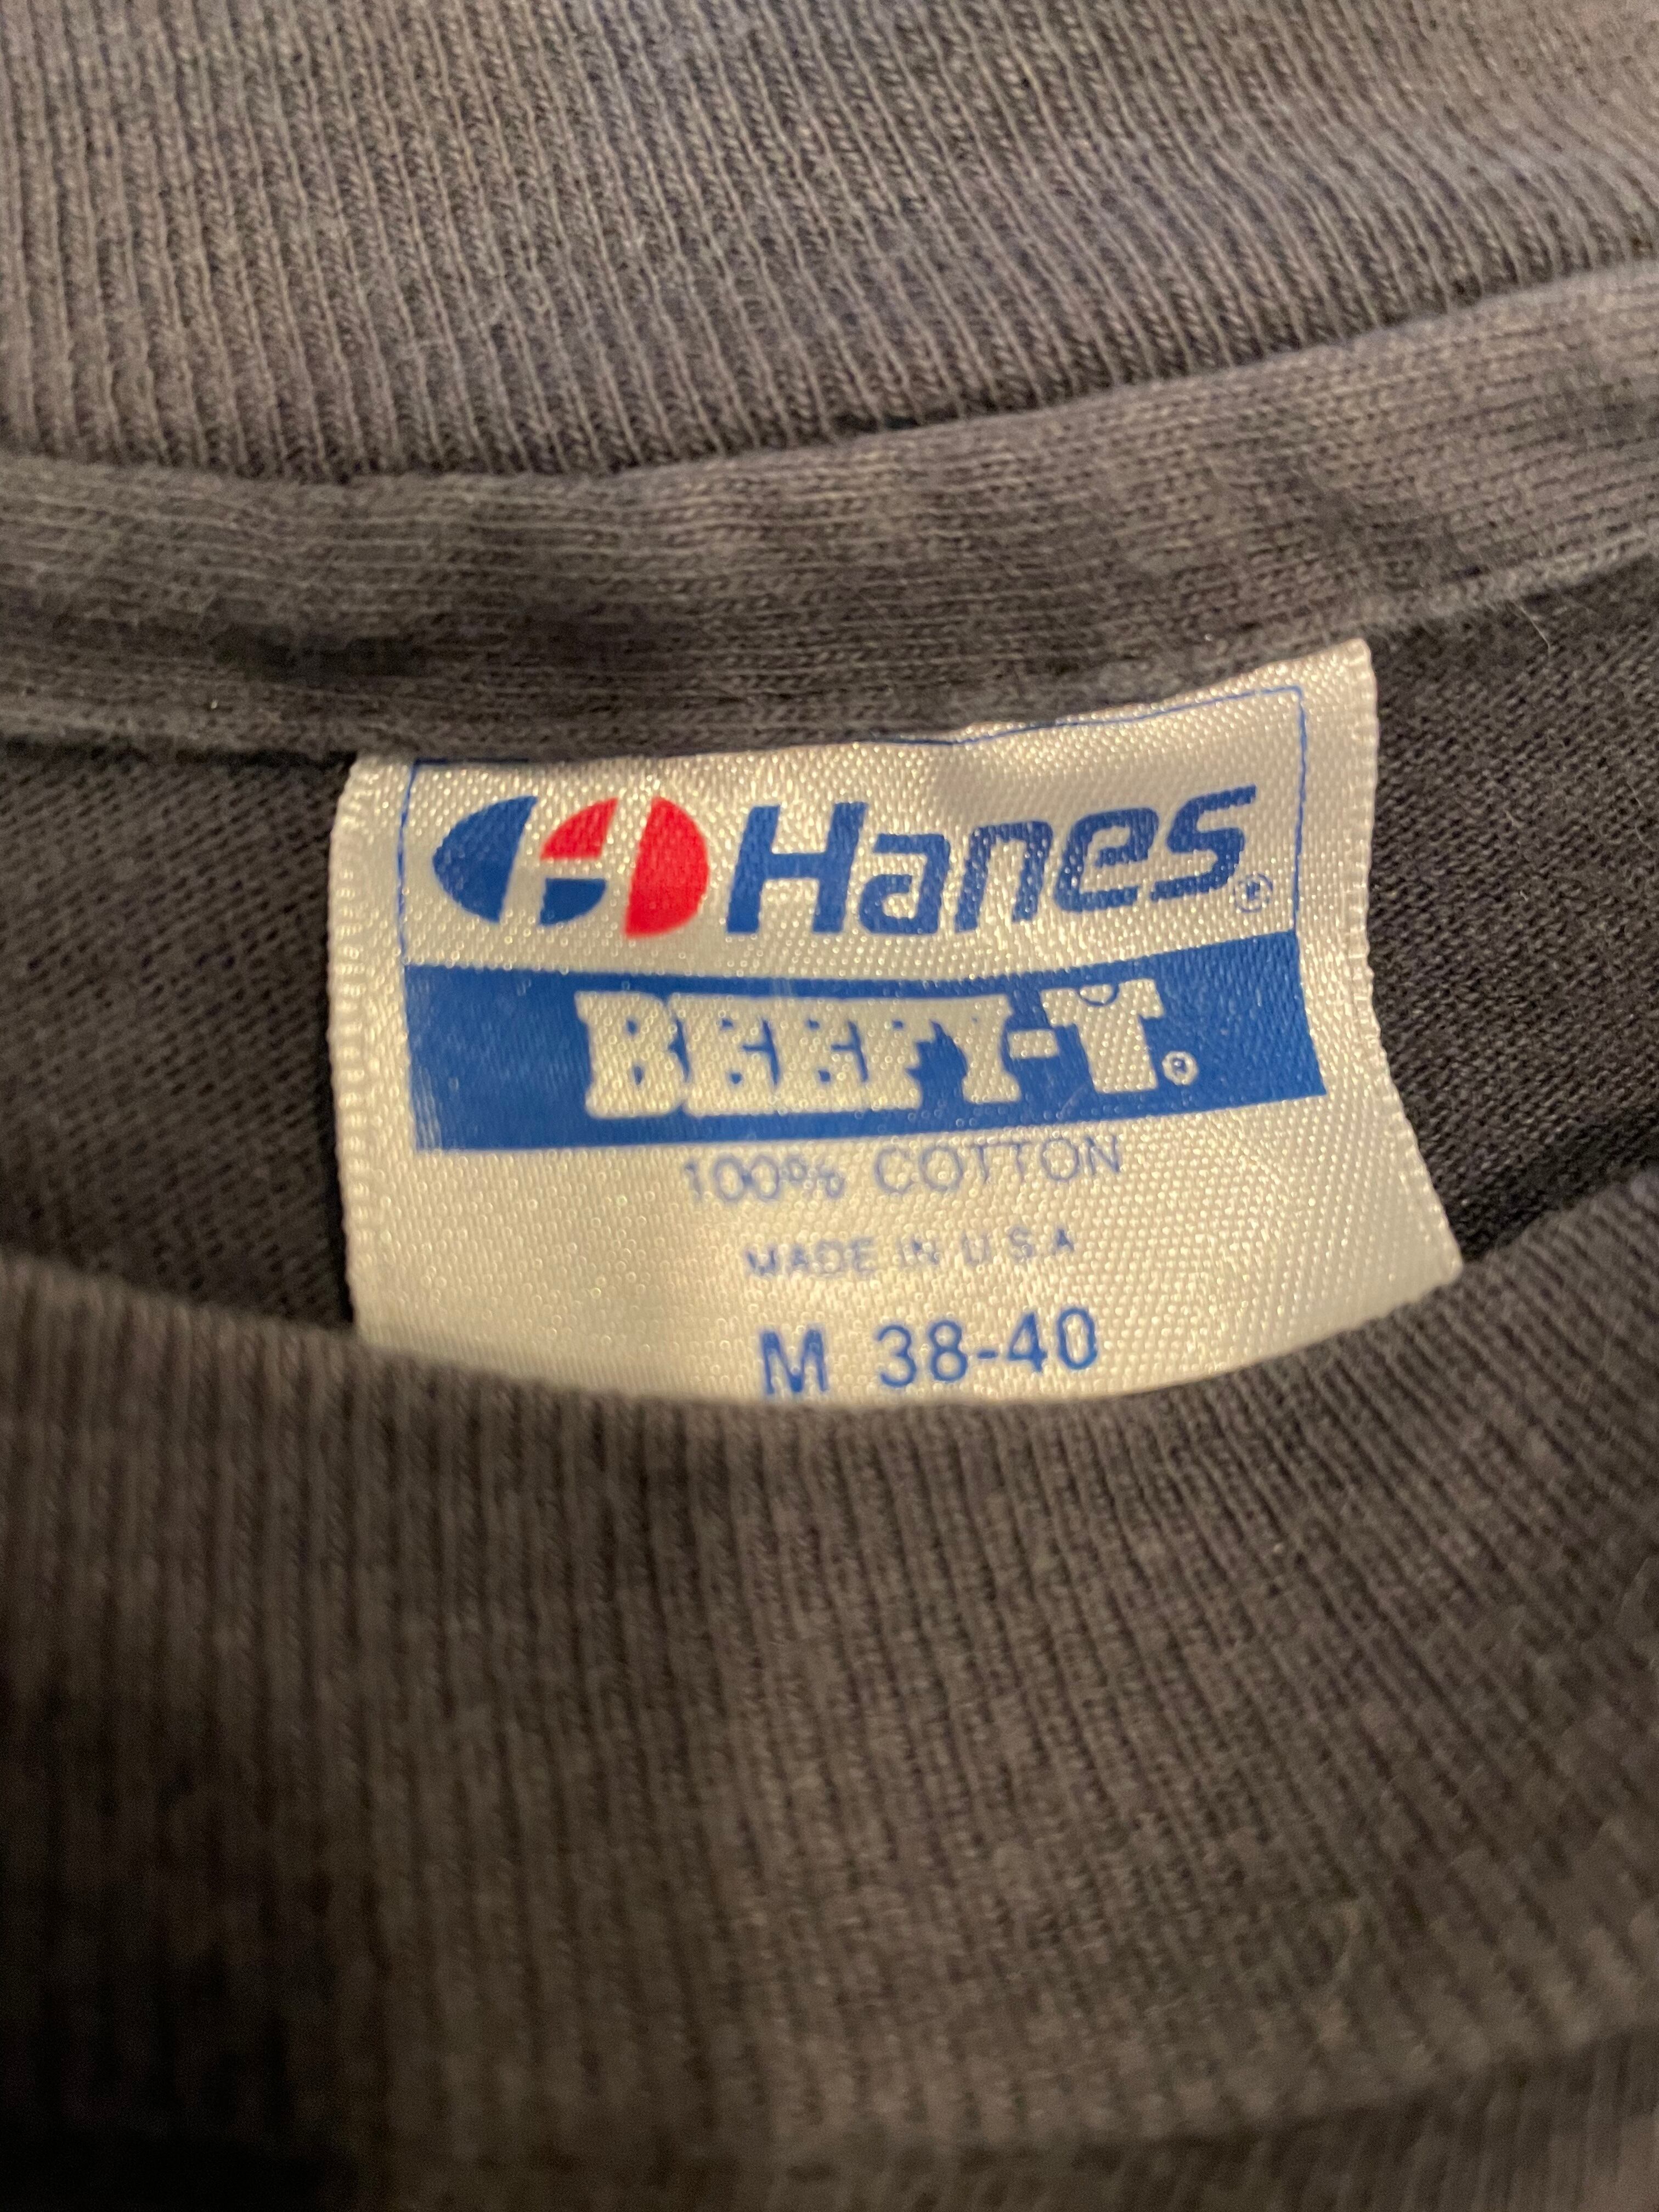 Hanes®
BEEFY-T®
100% COTTON
MADE IN U.S.A
M 38-40